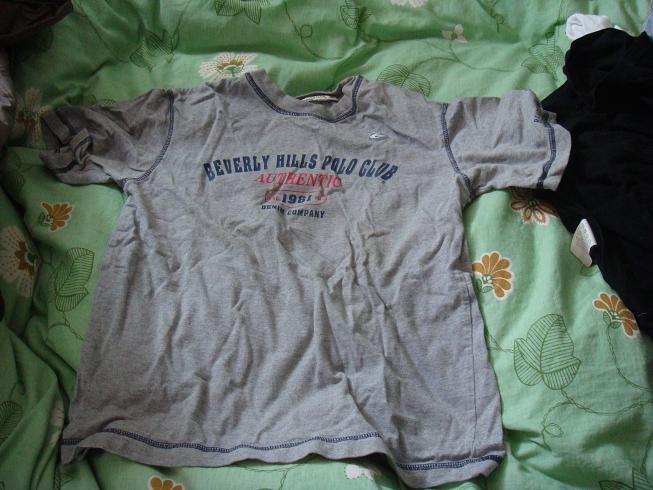 BEVERLY HILLS POLO CLUB
AUTHENTIC
1981
DENIM COMPANY